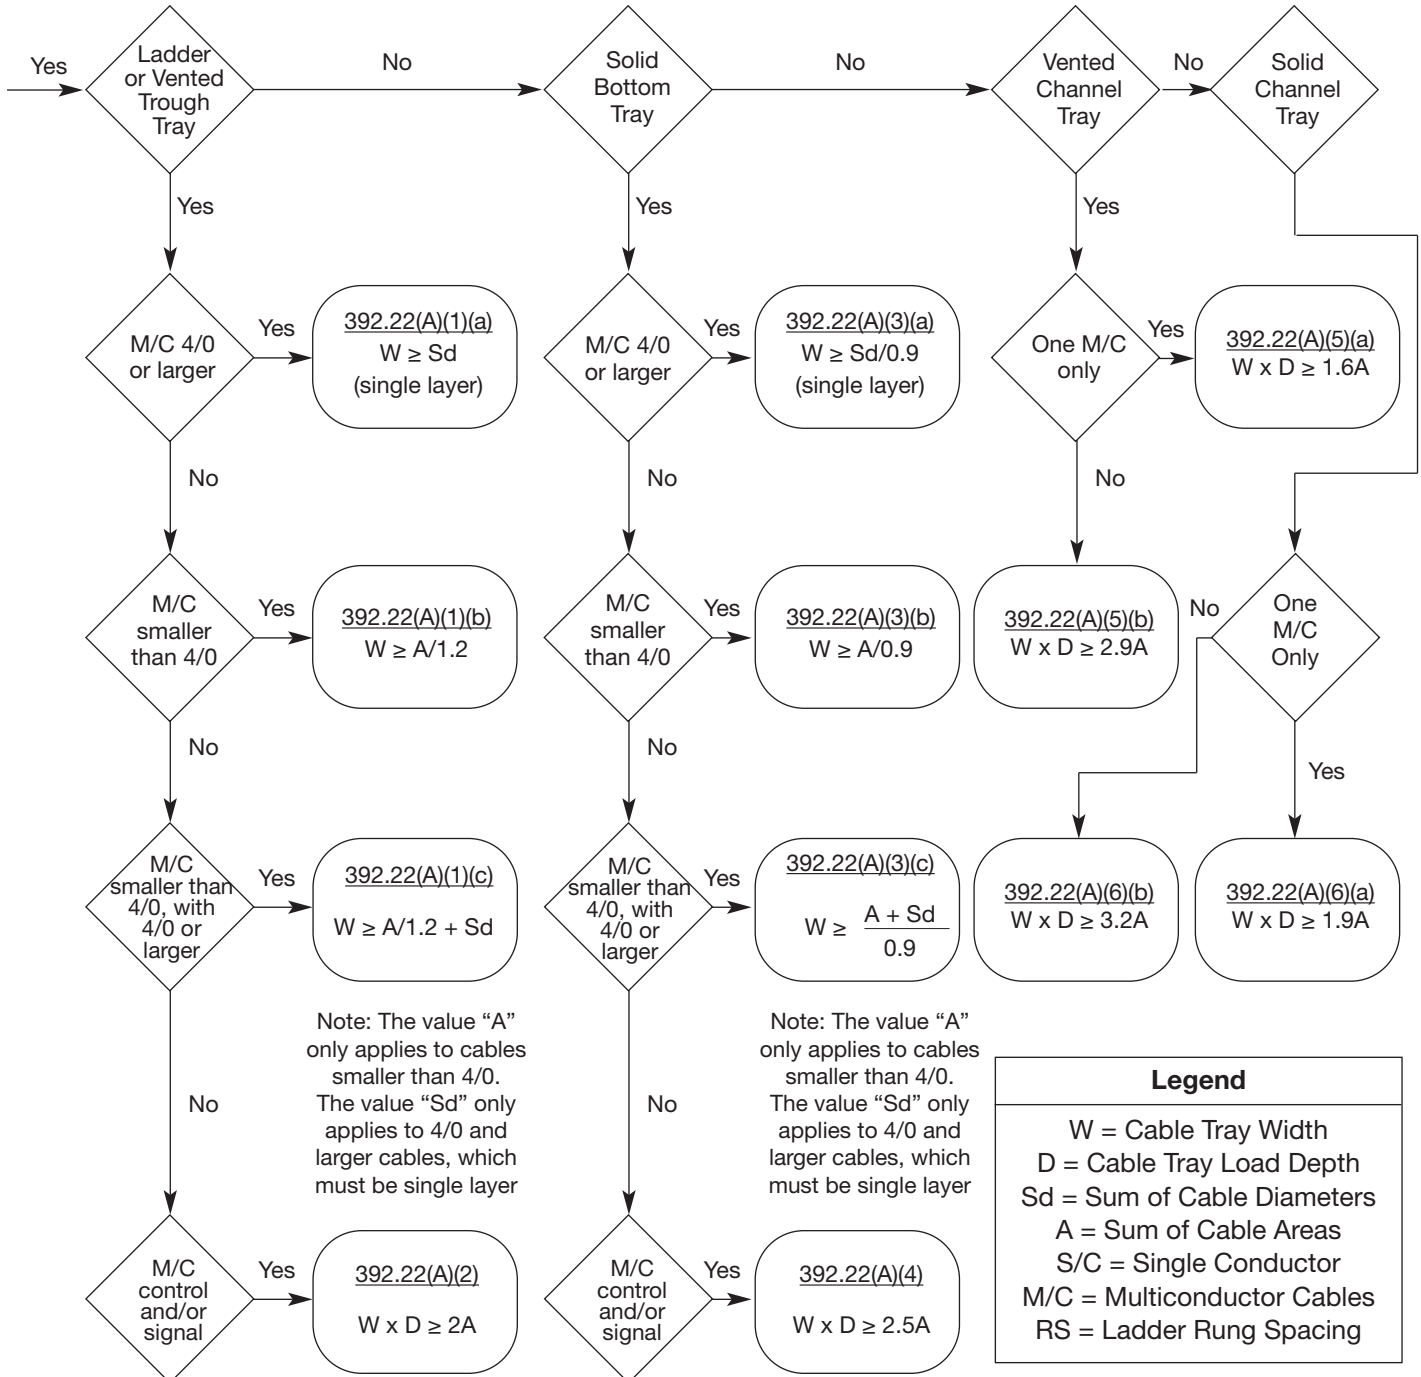 Yes
Ladder
or Vented
Trough
Tray
No
Solid
Bottom
Tray
No
Vented
Channel
Tray
No
Solid
Channel
Tray
Yes
Yes
Yes
M/C 4/0
or larger
Yes
392.22(A)(1)(a)
W ≥ Sd
(single layer)
M/C 4/0
or larger
Yes
392.22(A)(3)(a)
W ≥ Sd/0.9
(single layer)
One M/C
only
Yes
392.22(A)(5)(a)
W x D ≥ 1.6A
No
No
No
M/C
smaller
than 4/0
Yes
392.22(A)(1)(b)
W ≥ A/1.2
M/C
smaller
than 4/0
Yes
392.22(A)(3)(b)
W ≥ A/0.9
392.22(A)(5)(b)
W x D ≥ 2.9A
No
One
M/C
Only
No
No
Yes
M/C
smaller than
4/0, with
4/0 or
larger
Yes
392.22(A)(1)(c)
W ≥ A/1.2 + Sd
M/C
smaller than
4/0, with
4/0 or
larger
Yes
392.22(A)(3)(c)
W ≥ A + Sd
0.9
392.22(A)(6)(b)
W x D ≥ 3.2A
392.22(A)(6)(a)
W x D ≥ 1.9A
No
Note: The value “A”
only applies to cables
smaller than 4/0.
The value “Sd” only
applies to 4/0 and
larger cables, which
must be single layer
No
Note: The value “A”
only applies to cables
smaller than 4/0.
The value “Sd” only
applies to 4/0 and
larger cables, which
must be single layer
Legend
W = Cable Tray Width
D = Cable Tray Load Depth
Sd = Sum of Cable Diameters
A = Sum of Cable Areas
S/C = Single Conductor
M/C = Multiconductor Cables
RS = Ladder Rung Spacing
M/C
control
and/or
signal
Yes
392.22(A)(2)
W x D ≥ 2A
M/C
control
and/or
signal
Yes
392.22(A)(4)
W x D ≥ 2.5A